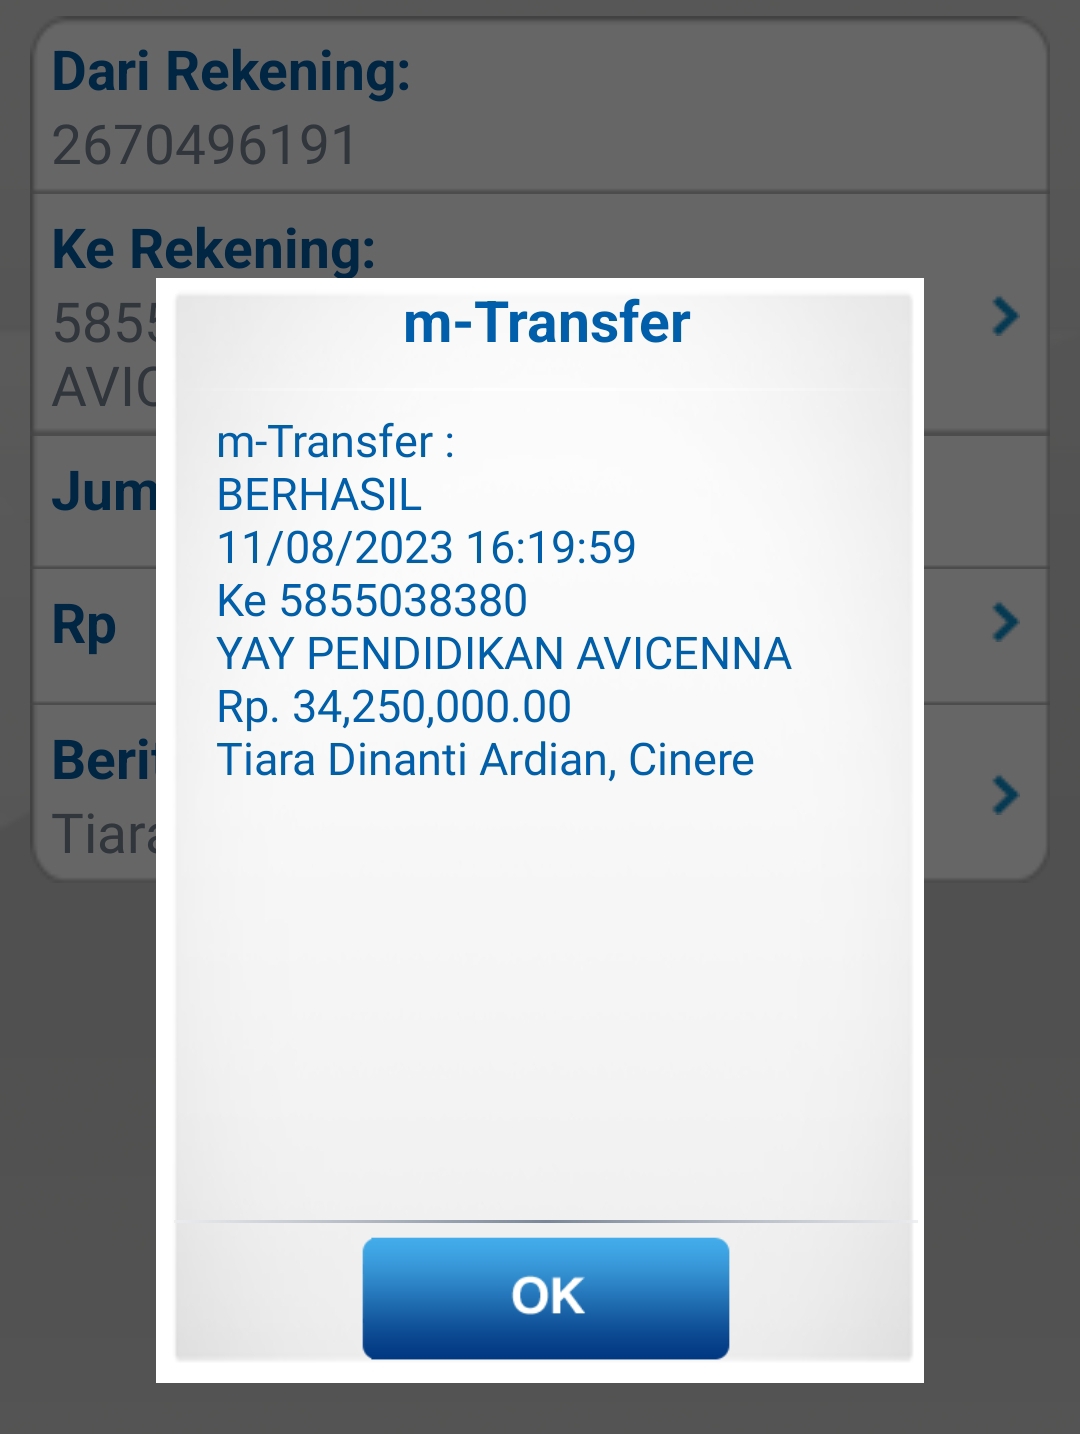 Dari Rekening:
2670496191
Ke Rekening:
5855
AVIC
Jum
Rp
Berit
Tiara
m-Transfer
m-Transfer :
BERHASIL
11/08/2023 16:19:59
Ke 5855038380
YAY PENDIDIKAN AVICENNA
Rp. 34,250,000.00
Tiara Dinanti Ardian, Cinere
OK